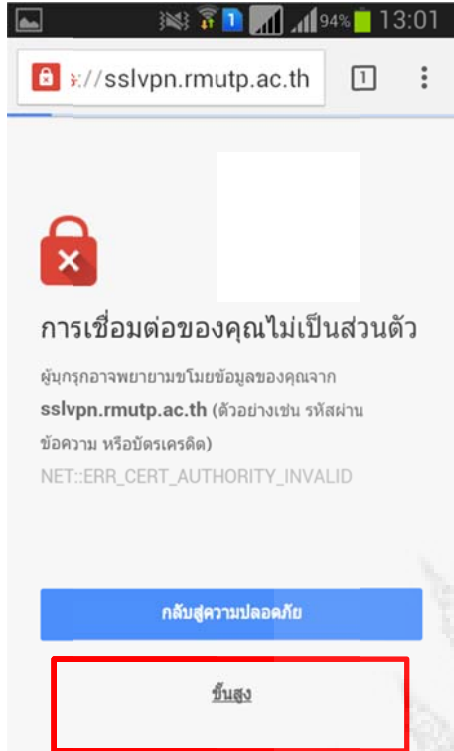 1 94% 13:01
s://sslvpn.rmutp.ac.th 1
การเชื่อมต่อของคุณไม่เป็นส่วนตัว
ผู้บุกรุกอาจพยายามขโมยข้อมูลของคุณจาก
sslvpn.rmutp.ac.th (ตัวอย่างเช่น รหัสผ่าน
ข้อความ หรือบัตรเครดิต)
NET::ERR_CERT_AUTHORITY_INVALID
กลับสู่ความปลอดภัย
ขั้นสูง